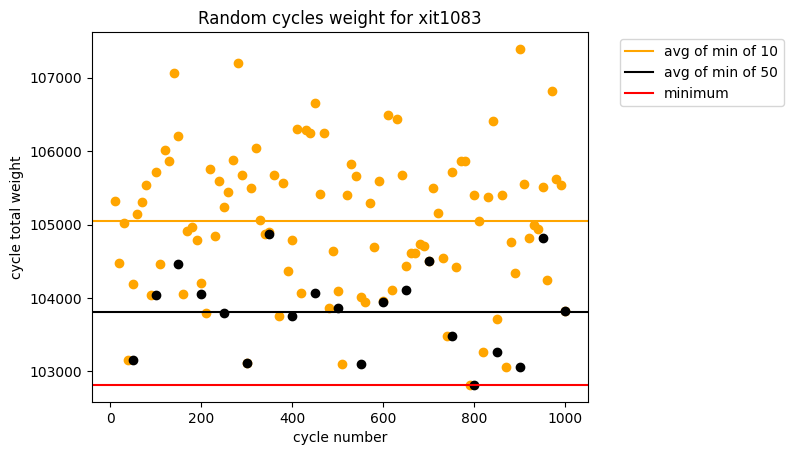 Random cycles weight for xit1083
avg of min of 10
avg of min of 50
minimum
107000
106000
105000
104000
103000
cycle total weight
0 200 400 600 800 1000
cycle number